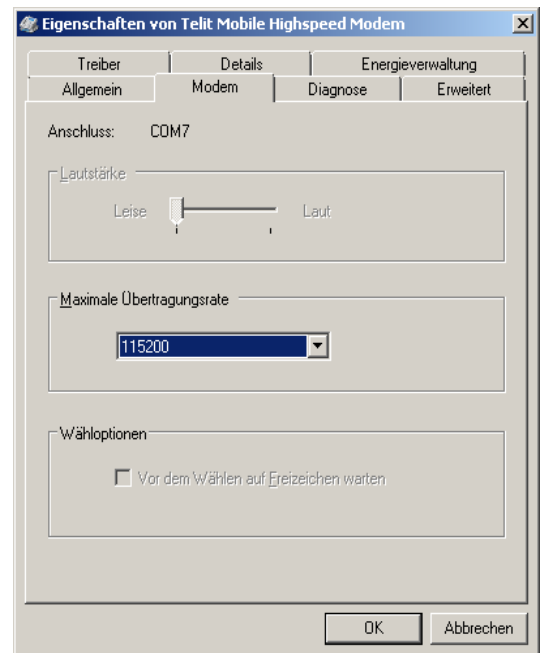 Eigenschaften von Telit Mobile Highspeed Modem
Treiber Details Energieverwaltung
Allgemein Modem Diagnose Erweitert
Anschluss: COM7
Lautstärke
Leise Laut
Maximale Übertragungsrate
115200
Wähloptionen
Vor dem Wählen auf Freizeichen warten
OK Abbrechen